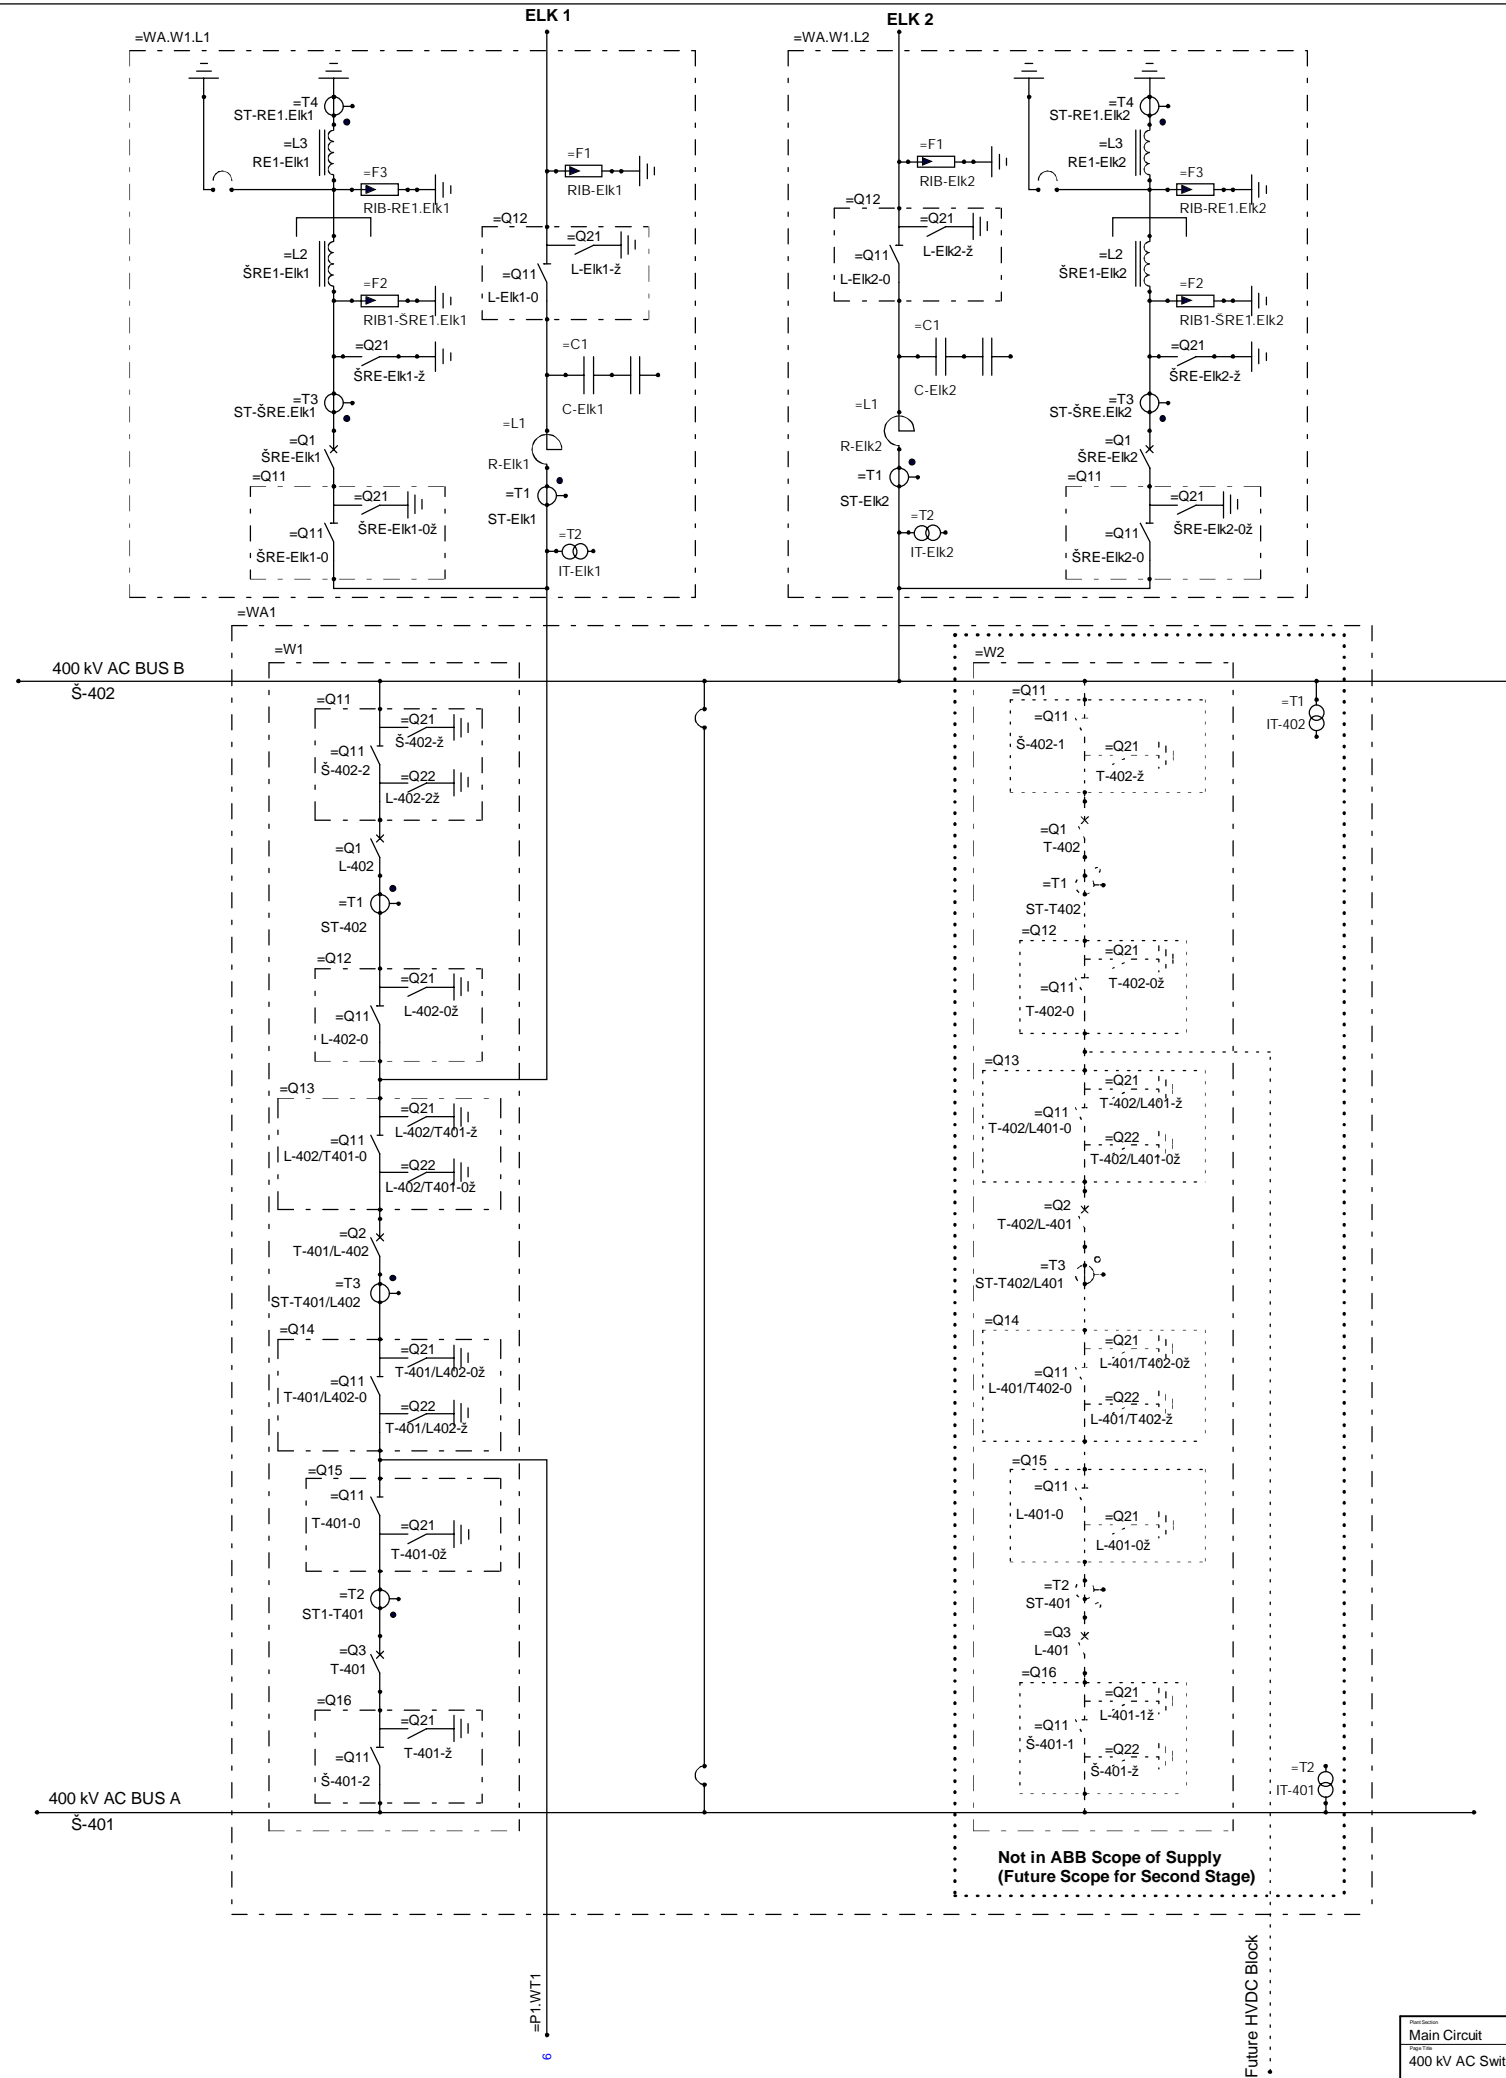 ELK 1
ELK 2
=WA.W1.L1
=WA.W1.L2
=T4
ST-RE1.Elk1
=L3
RE1-Elk1
=F3
RIB-RE1.Elk1
=L2
ŠRE1-Elk1
=F2
RIB1-ŠRE1.Elk1
=Q21
ŠRE-Elk1-ž
=T3
ST-ŠRE.Elk1
=Q1
ŠRE-Elk1
=Q11
=Q21
ŠRE-Elk1-0ž
=Q11
ŠRE-Elk1-0
=F1
RIB-Elk1
=Q12
=Q21
L-Elk1-ž
=Q11
L-Elk1-0
=C1
C-Elk1
=L1
R-Elk1
=T1
ST-Elk1
=T2
IT-Elk1
=F1
RIB-Elk2
=Q12
=Q21
L-Elk2-ž
=Q11
L-Elk2-0
=C1
C-Elk2
=L1
R-Elk2
=T1
ST-Elk2
=T2
IT-Elk2
=T4
ST-RE1.Elk2
=L3
RE1-Elk2
=F3
RIB-RE1.Elk2
=L2
ŠRE1-Elk2
=F2
RIB1-ŠRE1.Elk2
=Q21
ŠRE-Elk2-ž
=T3
ST-ŠRE.Elk2
=Q1
ŠRE-Elk2
=Q11
=Q21
ŠRE-Elk2-0ž
=Q11
ŠRE-Elk2-0
=WA1
400 kV AC BUS B
Š-402
=W1
=Q11
=Q21
Š-402-ž
=Q11
Š-402-2
=Q22
L-402-2ž
=Q1
L-402
=T1
ST-402
=Q12
=Q21
L-402-0ž
=Q11
L-402-0
=Q13
=Q21
L-402/T401-ž
=Q11
L-402/T401-0
=Q22
L-402/T401-0ž
=Q2
T-401/L-402
=T3
ST-T401/L402
=Q14
=Q21
T-401/L402-0ž
=Q11
T-401/L402-0
=Q22
T-401/L402-ž
=Q15
=Q11
T-401-0
=Q21
T-401-0ž
=T2
ST1-T401
=Q3
T-401
=Q16
=Q21
T-401-ž
=Q11
Š-401-2
=W2
=Q11
=Q11
Š-402-1
=Q21
T-402-ž
=T1
IT-402
=Q1
T-402
=T1
ST-T402
=Q12
=Q21
T-402-0ž
=Q11
T-402-0
=Q13
=Q21
T-402/L401-ž
=Q11
T-402/L401-0
=Q22
T-402/L401-0ž
=Q2
T-402/L-401
=T3
ST-T402/L401
=Q14
=Q21
L-401/T402-0ž
=Q11
L-401/T402-0
=Q22
L-401/T402-ž
=Q15
=Q11
L-401-0
=Q21
L-401-0ž
=T2
ST-401
=Q3
L-401
=Q16
=Q21
L-401-1ž
=Q11
Š-401-1
=Q22
Š-401-ž
=T2
IT-401
400 kV AC BUS A
Š-401
Not in ABB Scope of Supply
(Future Scope for Second Stage)
=P1.WT1
6
Future HVDC Block
Plant Section
Main Circuit
Page Title
400 kV AC Swit